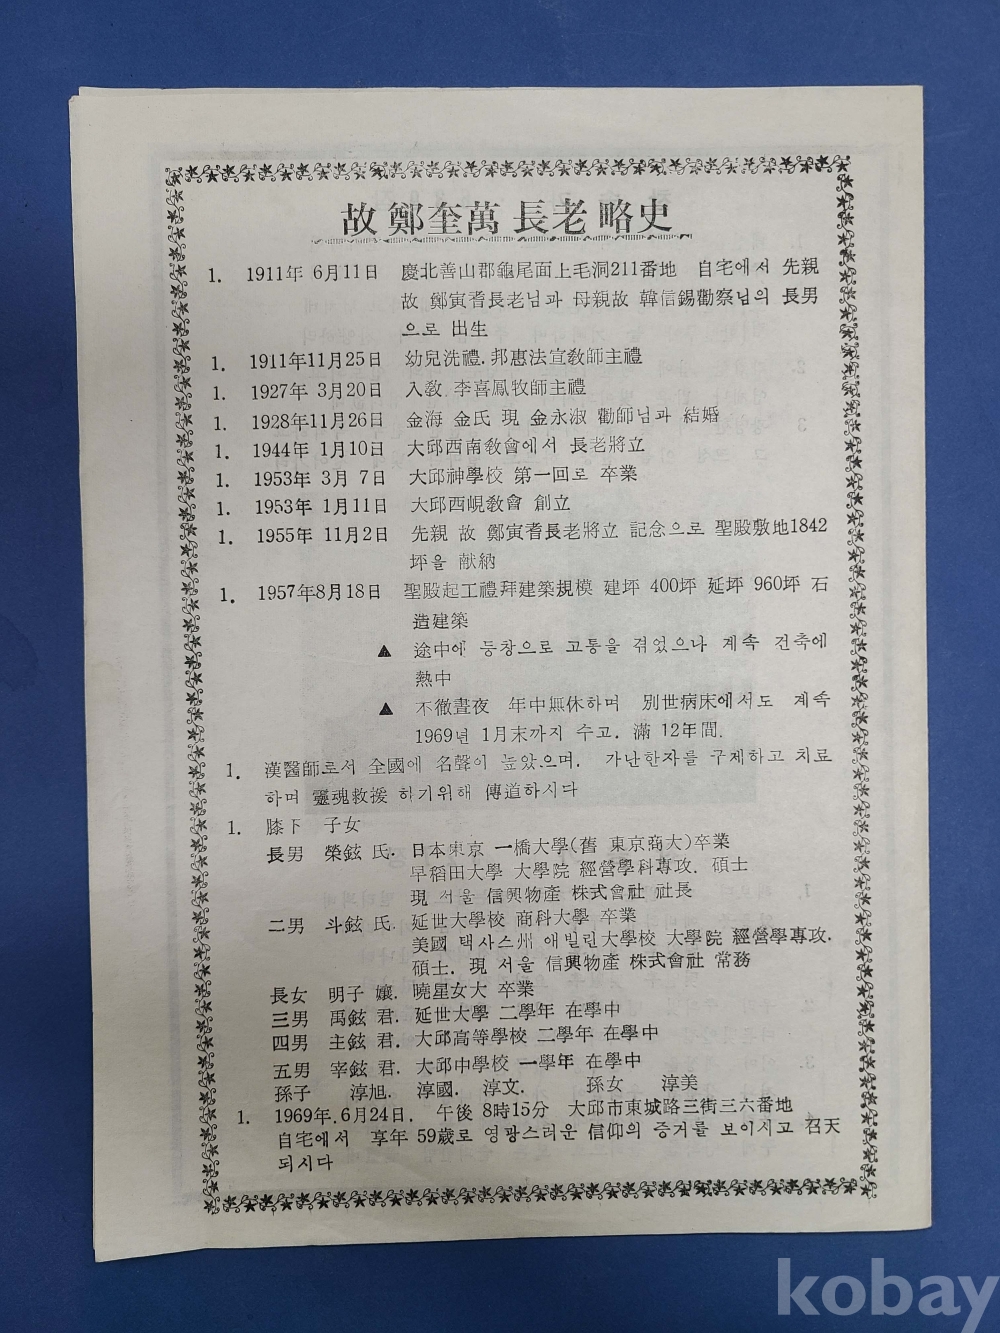 故 鄭奎萬 長老 略史
1. 1911年 6月11日 慶北善山郡龜尾面上毛洞211番地 自宅에서 先親
故 鄭寅耆長老님과 母親故 韓信錫勸察님의 長男
으로 出生
1. 1911年11月25日 幼兒洗禮. 邦惠法宣敎師主禮
1. 1927年 3月20日 入敎. 李喜鳳牧師主禮
1. 1928年11月26日 金海 金氏 現 金永淑 勸師님과 結婚
1. 1944年 1月10日 大邱西南敎會에서 長老將立
1. 1953年 3月 7日 大邱神學校 第一回로 卒業
1. 1953年 1月11日 大邱西峴敎會 創立
1. 1955年 11月2日 先親 故 鄭寅耆長老將立 記念으로 聖殿敷地1842
坪을 献納
1. 1957年8月18日 聖殿起工禮拜建築規模 建坪 400坪 延坪 960坪 石
造建築
▲ 途中에 등창으로 고통을 겪었으나 계속 건축에
熱中
▲ 不徹晝夜 年中無休하며 別世病床에서도 계속
1969년 1月末까지 수고. 滿 12年間.
1. 漢醫師로서 全國에 名聲이 높았으며. 가난한자를 구제하고 치료
하며 靈魂救援 하기위해 傳道하시다
1. 膝下 子女
長男 榮鉉 氏. 日本東京 一橋大學(舊 東京商大)卒業
早稻田大學 大學院 經營學科專攻. 碩士
現 서울 信興物產 株式會社 社長
二男 斗鉉 氏. 延世大學校 商科大學 卒業
美國 택사스州 애빌린大學校 大學院 經營學專攻.
碩士. 現 서울 信興物產 株式會社 常務
長女 明子 孃. 曉星女大 卒業
三男 禹鉉 君. 延世大學 二學年 在學中
四男 主鉉 君. 大邱高等學校 二學年 在學中
五男 宰鉉 君. 大邱中學校 一學年 在學中
孫子 淳旭. 淳國. 淳文. 孫女 淳美
1. 1969年. 6月24日. 午後 8時15分 大邱市東城路三街三六番地
自宅에서 享年 59歲로 영광스러운 信仰의 증거를 보이시고 召天
되시다
kobay